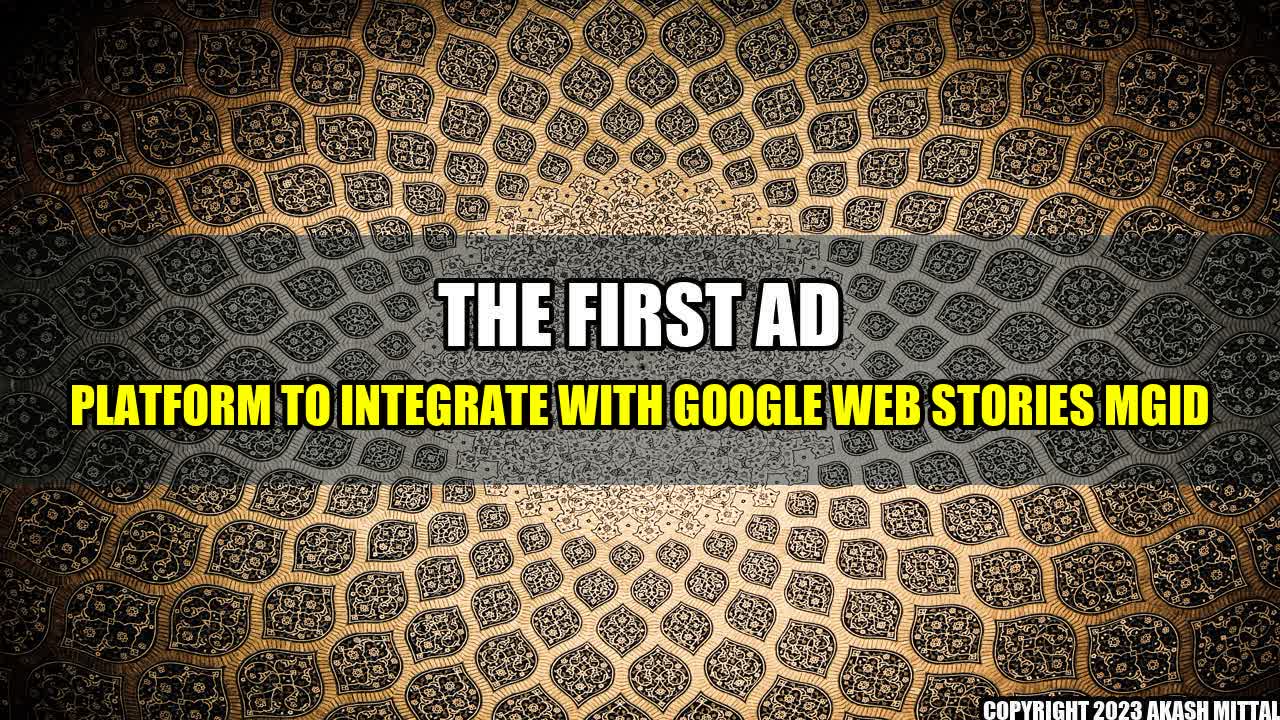 THE FIRST AD
PLATFORM TO INTEGRATE WITH GOOGLE WEB STORIES MGID
COPYRIGHT 2023 AKASH MITTAL